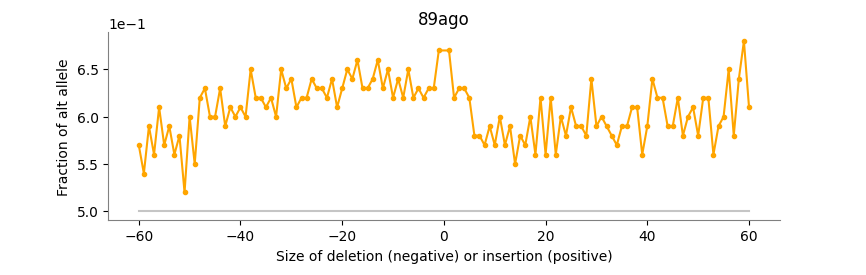 89ago
1e−1
6.5
6.0
5.5
5.0
Fraction of alt allele
−60 −40 −20 0 20 40 60
Size of deletion (negative) or insertion (positive)